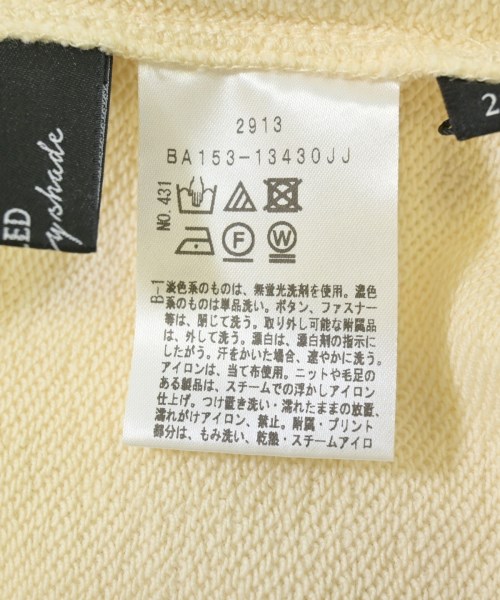 2913
BA153-13430JJ
NO.431
F
W
B-1
淡色系のものは、無蛍光洗剤を使用。濃色
系のものは単品洗い。ボタン、ファスナー
等は、閉じて洗う。取り外し可能な附属品
は、外して洗う。漂白は、漂白剤の指示に
したがう。汗をかいた場合、速やかに洗う。
アイロンは、当て布使用。ニットや毛足の
ある製品は、スチームでの浮かしアイロン
仕上げ。つけ置き洗い・濡れたままの放置、
濡れがけアイロン、禁止。附属・プリント
部分は、もみ洗い、乾熱・スチームアイロ
ED
yshade
2